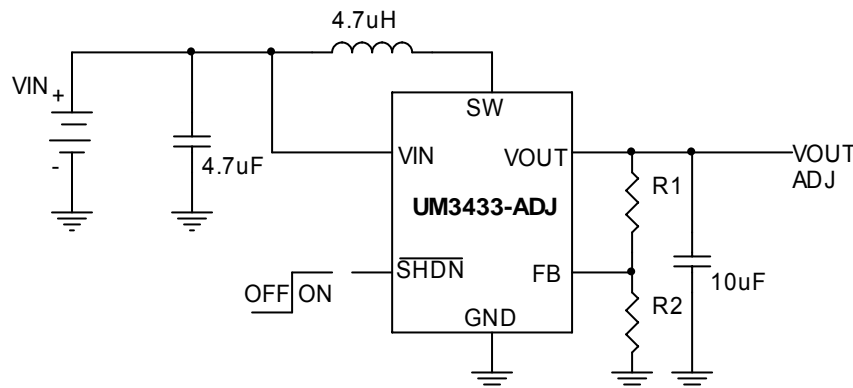 4.7uH
VIN
+
-
4.7uF
SW
VIN
VOUT
UM3433-ADJ
SHDN
FB
GND
OFF
ON
R1
R2
10uF
VOUT
ADJ